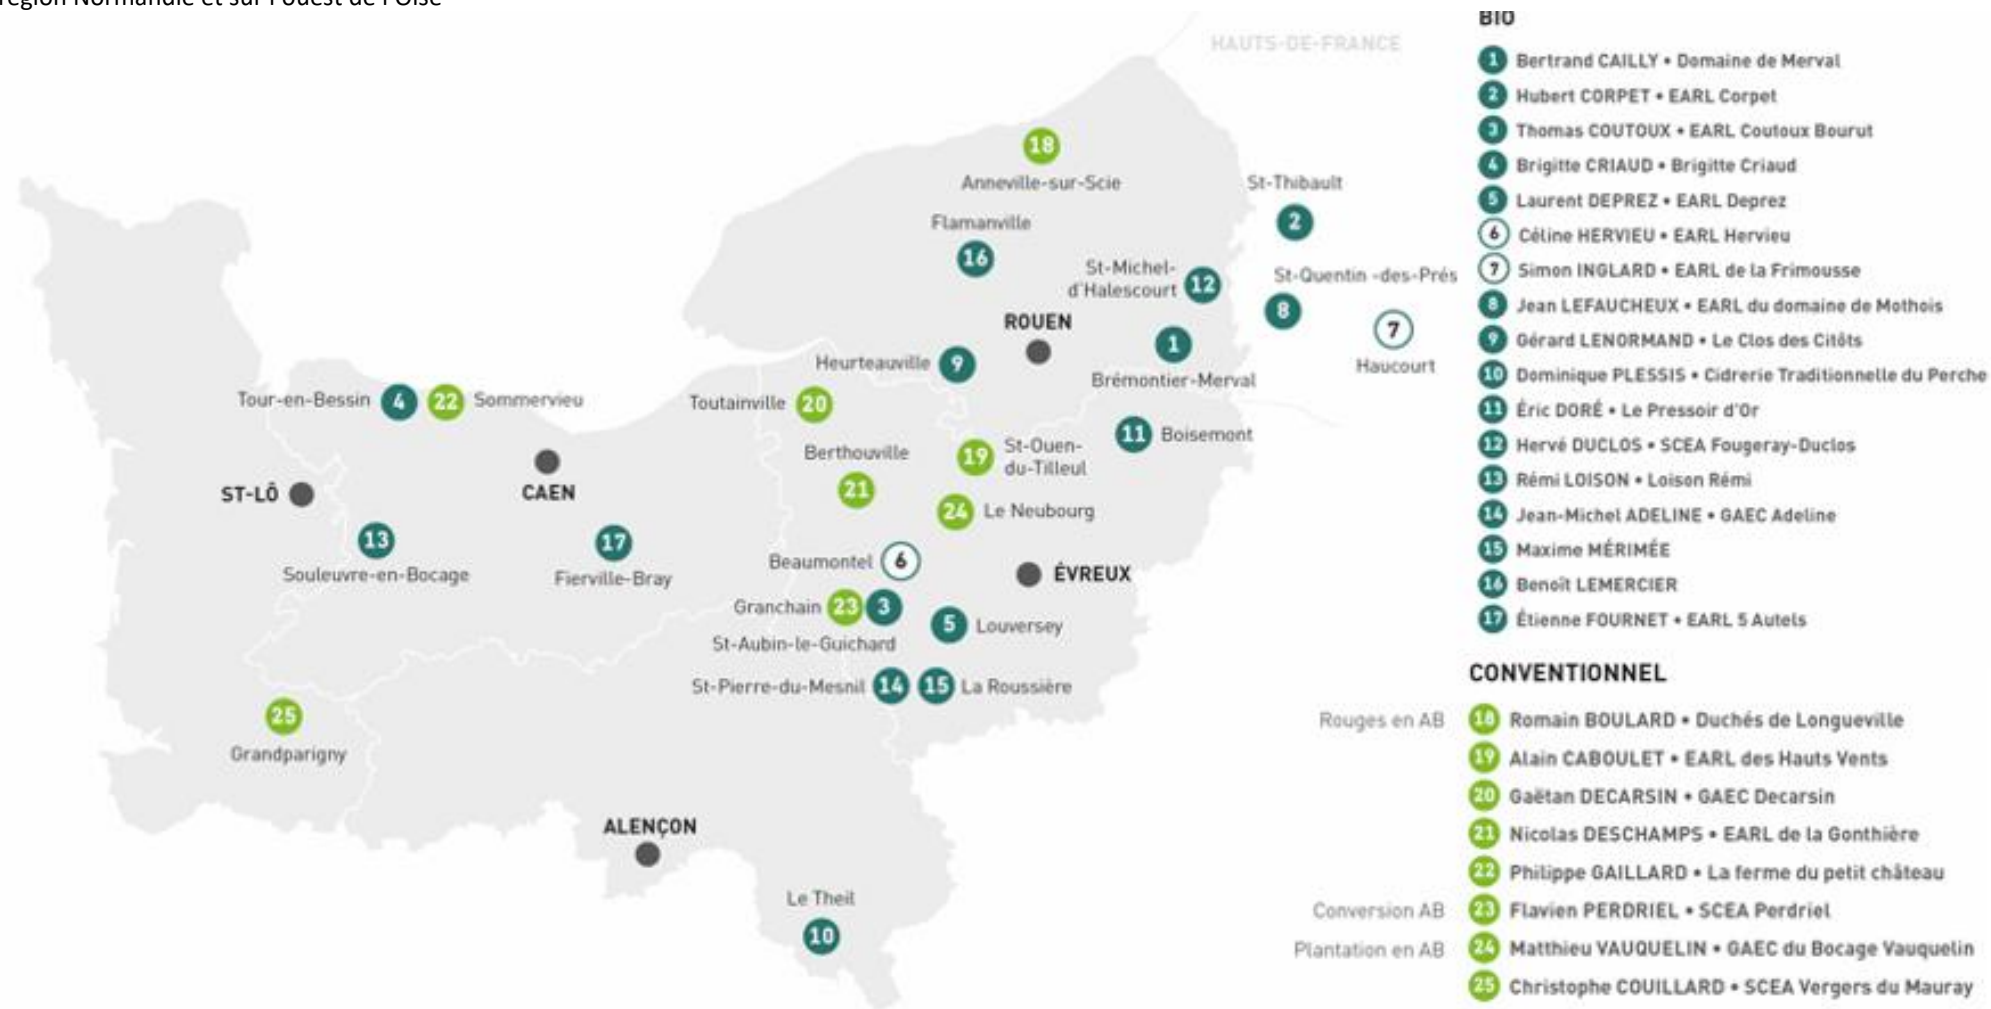 région Normandie et sur l'ouest de l'Oise
HAUTS-DE-FRANCE
18
Anneville-sur-Scie
St-Thibault
2
Flamanville
16
St-Michel-
d'Halescourt 12
St-Quentin -des-Prés
8
7
Haucourt
ROUEN
1
Brémontier-Merval
Heurteauville 9
Tour-en-Bessin 4 22 Sommervieu
Toutainville 20
11 Boisemont
Berthouville
21
19 St-Ouen-
du-Tilleul
ST-LÔ
CAEN
24 Le Neubourg
13
Souleuvre-en-Bocage
17
Fierville-Bray
Beaumontel 6
ÉVREUX
Granchain 23 3
St-Aubin-le-Guichard
5 Louversey
St-Pierre-du-Mesnil 14 15 La Roussière
25
Grandparigny
ALENÇON
Le Theil
10
BIO
1 Bertrand CAILLY • Domaine de Merval
2 Hubert CORPET • EARL Corpet
3 Thomas COUTOUX • EARL Coutoux Bourut
4 Brigitte CRIAUD • Brigitte Criaud
5 Laurent DEPREZ • EARL Deprez
6 Céline HERVIEU • EARL Hervieu
7 Simon INGLARD • EARL de la Frimousse
8 Jean LEFAUCHEUX • EARL du domaine de Mothois
9 Gérard LENORMAND • Le Clos des Citôts
10 Dominique PLESSIS • Cidrerie Traditionnelle du Perche
11 Éric DORÉ • Le Pressoir d'Or
12 Hervé DUCLOS • SCEA Fougeray-Duclos
13 Rémi LOISON • Loison Rémi
14 Jean-Michel ADELINE • GAEC Adeline
15 Maxime MÉRIMÉE
16 Benoît LEMERCIER
17 Étienne FOURNET • EARL 5 Autels
CONVENTIONNEL
Rouges en AB 18 Romain BOULARD • Duchés de Longueville
19 Alain CABOULET • EARL des Hauts Vents
20 Gaëtan DECARSIN • GAEC Decarsin
21 Nicolas DESCHAMPS • EARL de la Gonthière
22 Philippe GAILLARD • La ferme du petit château
Conversion AB 23 Flavien PERDRIEL • SCEA Perdriel
Plantation en AB 24 Matthieu VAUQUELIN • GAEC du Bocage Vauquelin
25 Christophe COUILLARD • SCEA Vergers du Mauray